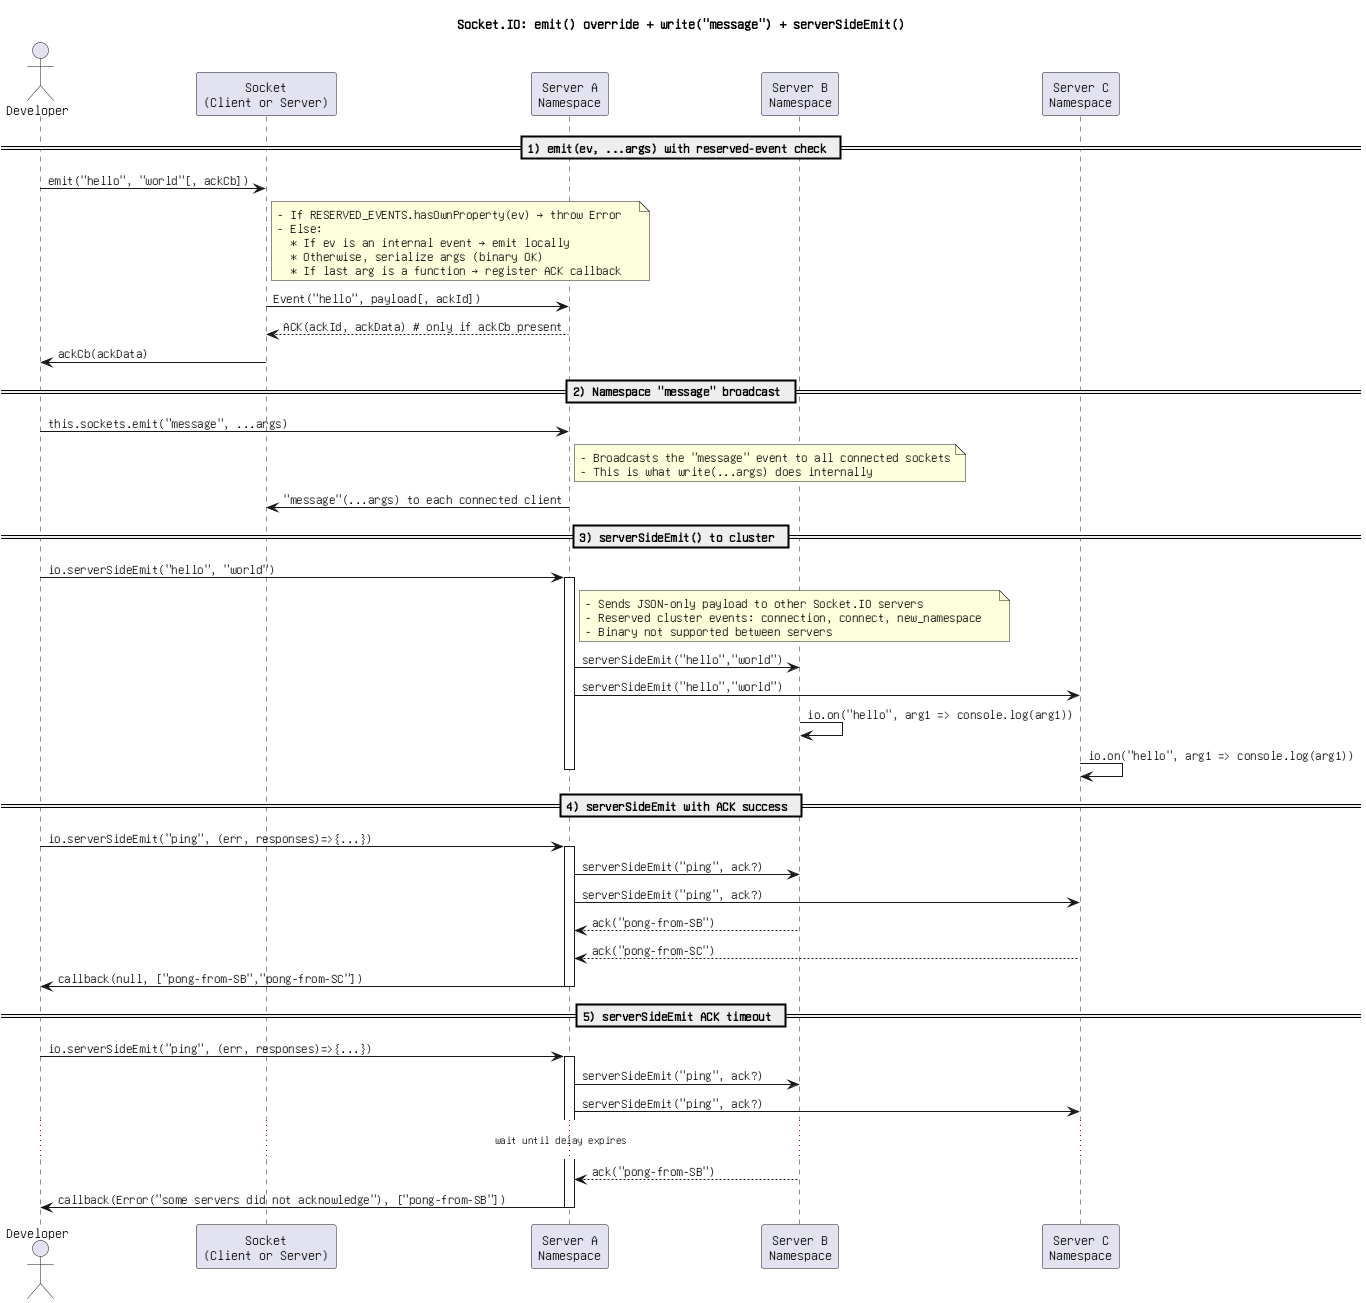 Socket.IO: emit() override + write("message") + serverSideEmit()
Developer
Socket
(Client or Server)
Server A
Namespace
Server B
Namespace
Server C
Namespace
1) emit(ev, ...args) with reserved-event check
emit("hello", "world"[, ackCb])
- If RESERVED_EVENTS.hasOwnProperty(ev) → throw Error
- Else:
* If ev is an internal event → emit locally
* Otherwise, serialize args (binary OK)
* If last arg is a function → register ACK callback
Event("hello", payload[, ackId])
ACK(ackId, ackData) # only if ackCb present
ackCb(ackData)
2) Namespace "message" broadcast
this.sockets.emit("message", ...args)
- Broadcasts the "message" event to all connected sockets
- This is what write(...args) does internally
"message"(...args) to each connected client
3) serverSideEmit() to cluster
io.serverSideEmit("hello", "world")
- Sends JSON-only payload to other Socket.IO servers
- Reserved cluster events: connection, connect, new_namespace
- Binary not supported between servers
serverSideEmit("hello","world")
serverSideEmit("hello","world")
io.on("hello", arg1 => console.log(arg1))
io.on("hello", arg1 => console.log(arg1))
4) serverSideEmit with ACK success
io.serverSideEmit("ping", (err, responses)=>{...})
serverSideEmit("ping", ack?)
serverSideEmit("ping", ack?)
ack("pong-from-SB")
ack("pong-from-SC")
callback(null, ["pong-from-SB","pong-from-SC"])
5) serverSideEmit ACK timeout
io.serverSideEmit("ping", (err, responses)=>{...})
serverSideEmit("ping", ack?)
serverSideEmit("ping", ack?)
wait until delay expires
ack("pong-from-SB")
callback(Error("some servers did not acknowledge"), ["pong-from-SB"])
Developer
Socket
(Client or Server)
Server A
Namespace
Server B
Namespace
Server C
Namespace